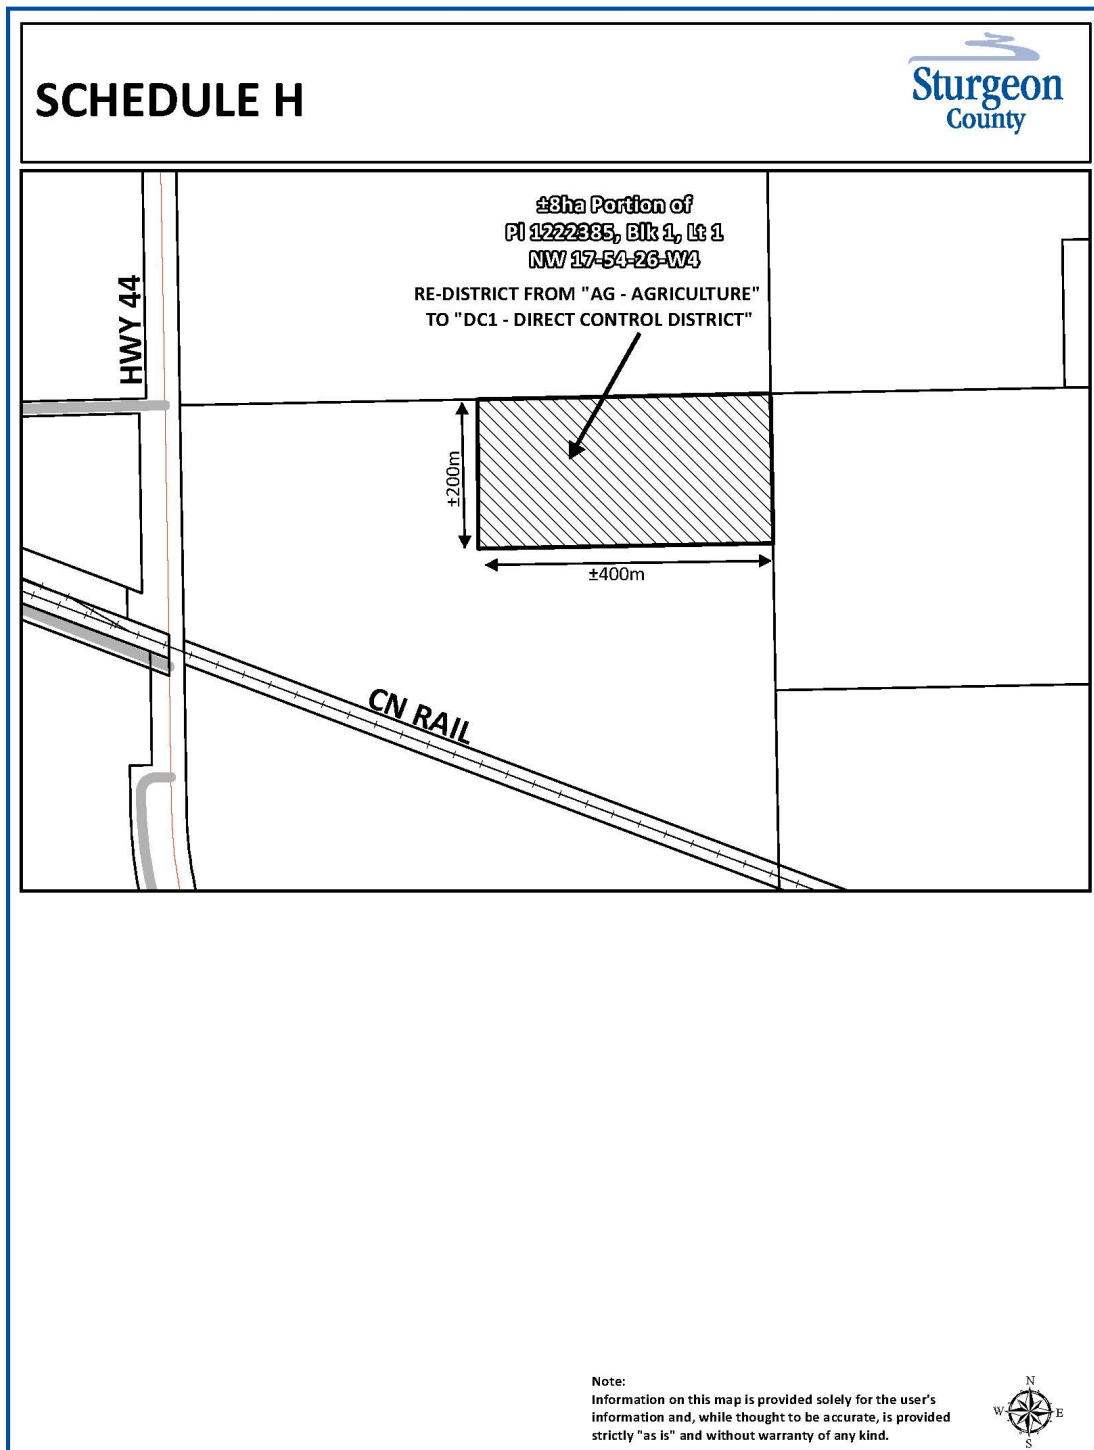 SCHEDULE H
Sturgeon
County
±8ha Portion of
Pl 1222385, Blk 1, Lt 1
NW 17-54-26-W4
RE-DISTRICT FROM "AG - AGRICULTURE"
TO "DC1 - DIRECT CONTROL DISTRICT"
HWY 44
±200m
±400m
CN RAIL
Note:
Information on this map is provided solely for the user's
information and, while thought to be accurate, is provided
strictly "as is" and without warranty of any kind.
N
W
E
S